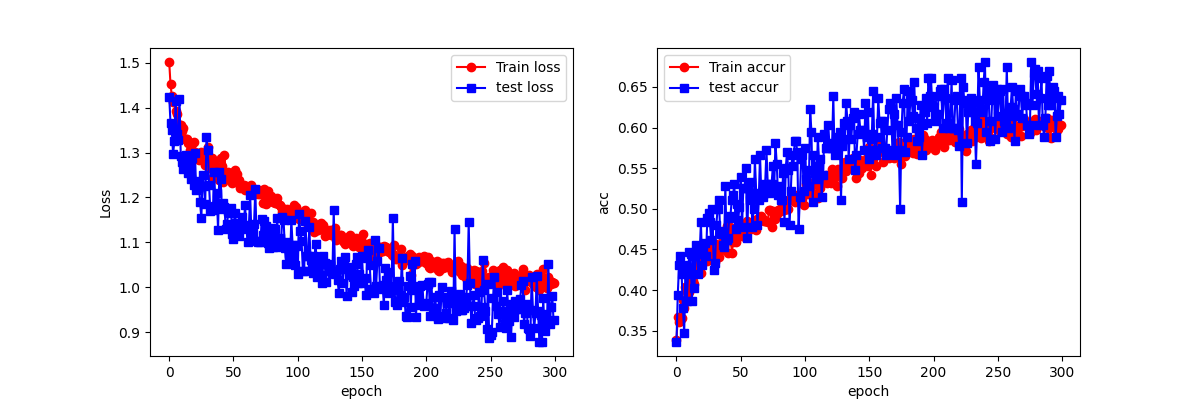 1.5
1.4
1.3
1.2
1.1
1.0
0.9
Loss
0 50 100 150 200 250 300
epoch
Train loss
test loss
0.65
0.60
0.55
0.50
0.45
0.40
0.35
acc
0 50 100 150 200 250 300
epoch
Train accur
test accur